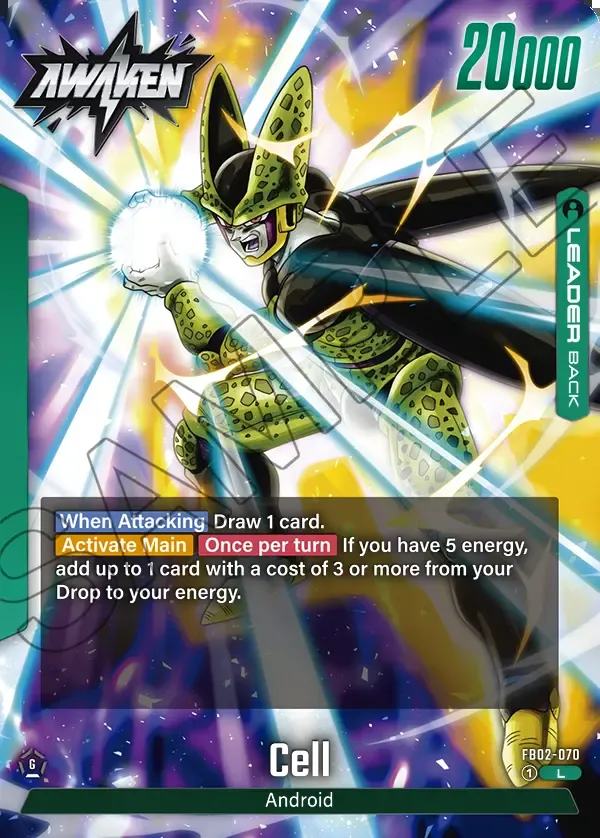 AWAKEN
20000
LEADER BACK
SAMPLE
When Attacking Draw 1 card.
Activate Main Once per turn If you have 5 energy,
add up to 1 card with a cost of 3 or more from your
Drop to your energy.
G
Cell
FB02-070
1 L
Android